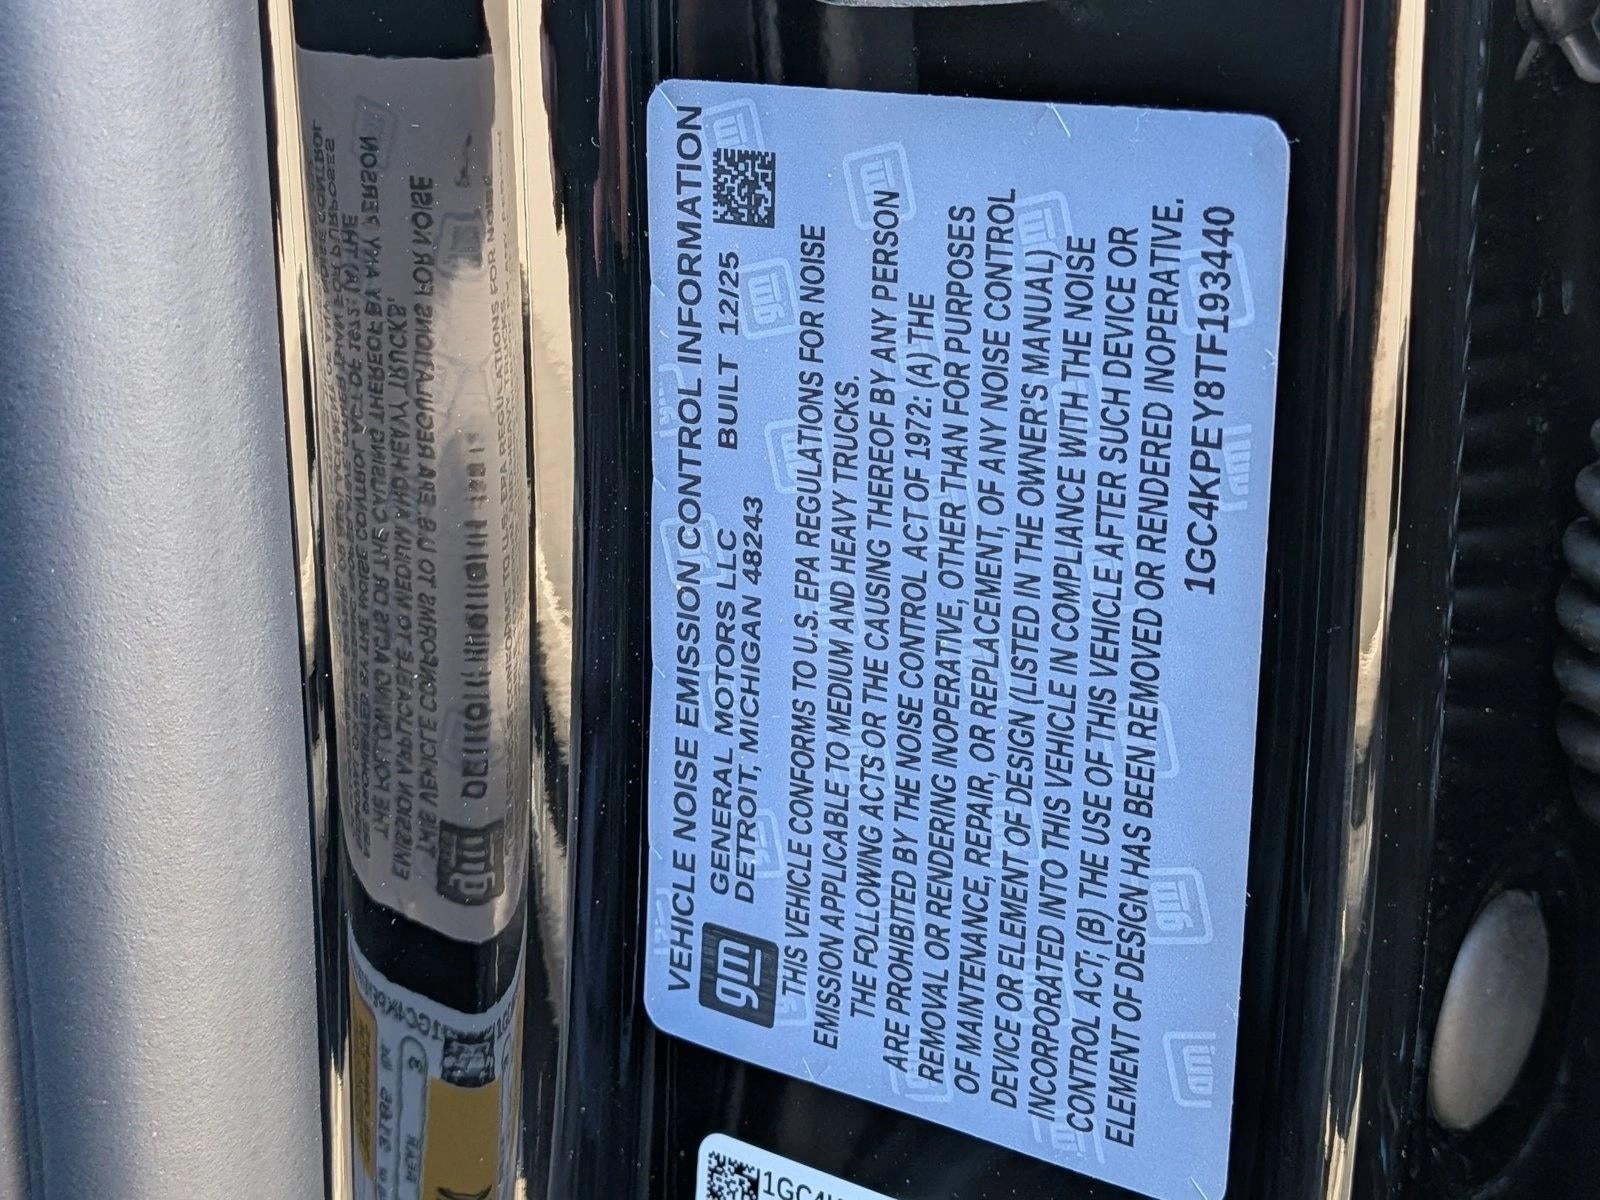 VEHICLE NOISE EMISSION CONTROL INFORMATION
gm
GENERAL MOTORS LLC BUILT 12/25
DETROIT, MICHIGAN 48243
THIS VEHICLE CONFORMS TO U.S. EPA REGULATIONS FOR NOISE
EMISSION APPLICABLE TO MEDIUM AND HEAVY TRUCKS.
THE FOLLOWING ACTS OR THE CAUSING THEREOF BY ANY PERSON
ARE PROHIBITED BY THE NOISE CONTROL ACT OF 1972: (A) THE
REMOVAL OR RENDERING INOPERATIVE, OTHER THAN FOR PURPOSES
OF MAINTENANCE, REPAIR, OR REPLACEMENT, OF ANY NOISE CONTROL
DEVICE OR ELEMENT OF DESIGN (LISTED IN THE OWNER'S MANUAL)
INCORPORATED INTO THIS VEHICLE IN COMPLIANCE WITH THE NOISE
CONTROL ACT; (B) THE USE OF THIS VEHICLE AFTER SUCH DEVICE OR
ELEMENT OF DESIGN HAS BEEN REMOVED OR RENDERED INOPERATIVE.
1GC4KPEY8TF193440
1GC4K